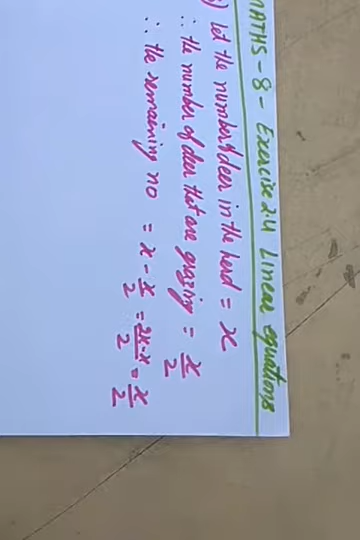 MATHS - 8 - Exercise 2.4 Linear equations
) Let the number of deer in the herd = x
∴ the number of deer that are grazing = x/2
∴ the remaining no = x - x/2 = 2x-x/2 = x/2